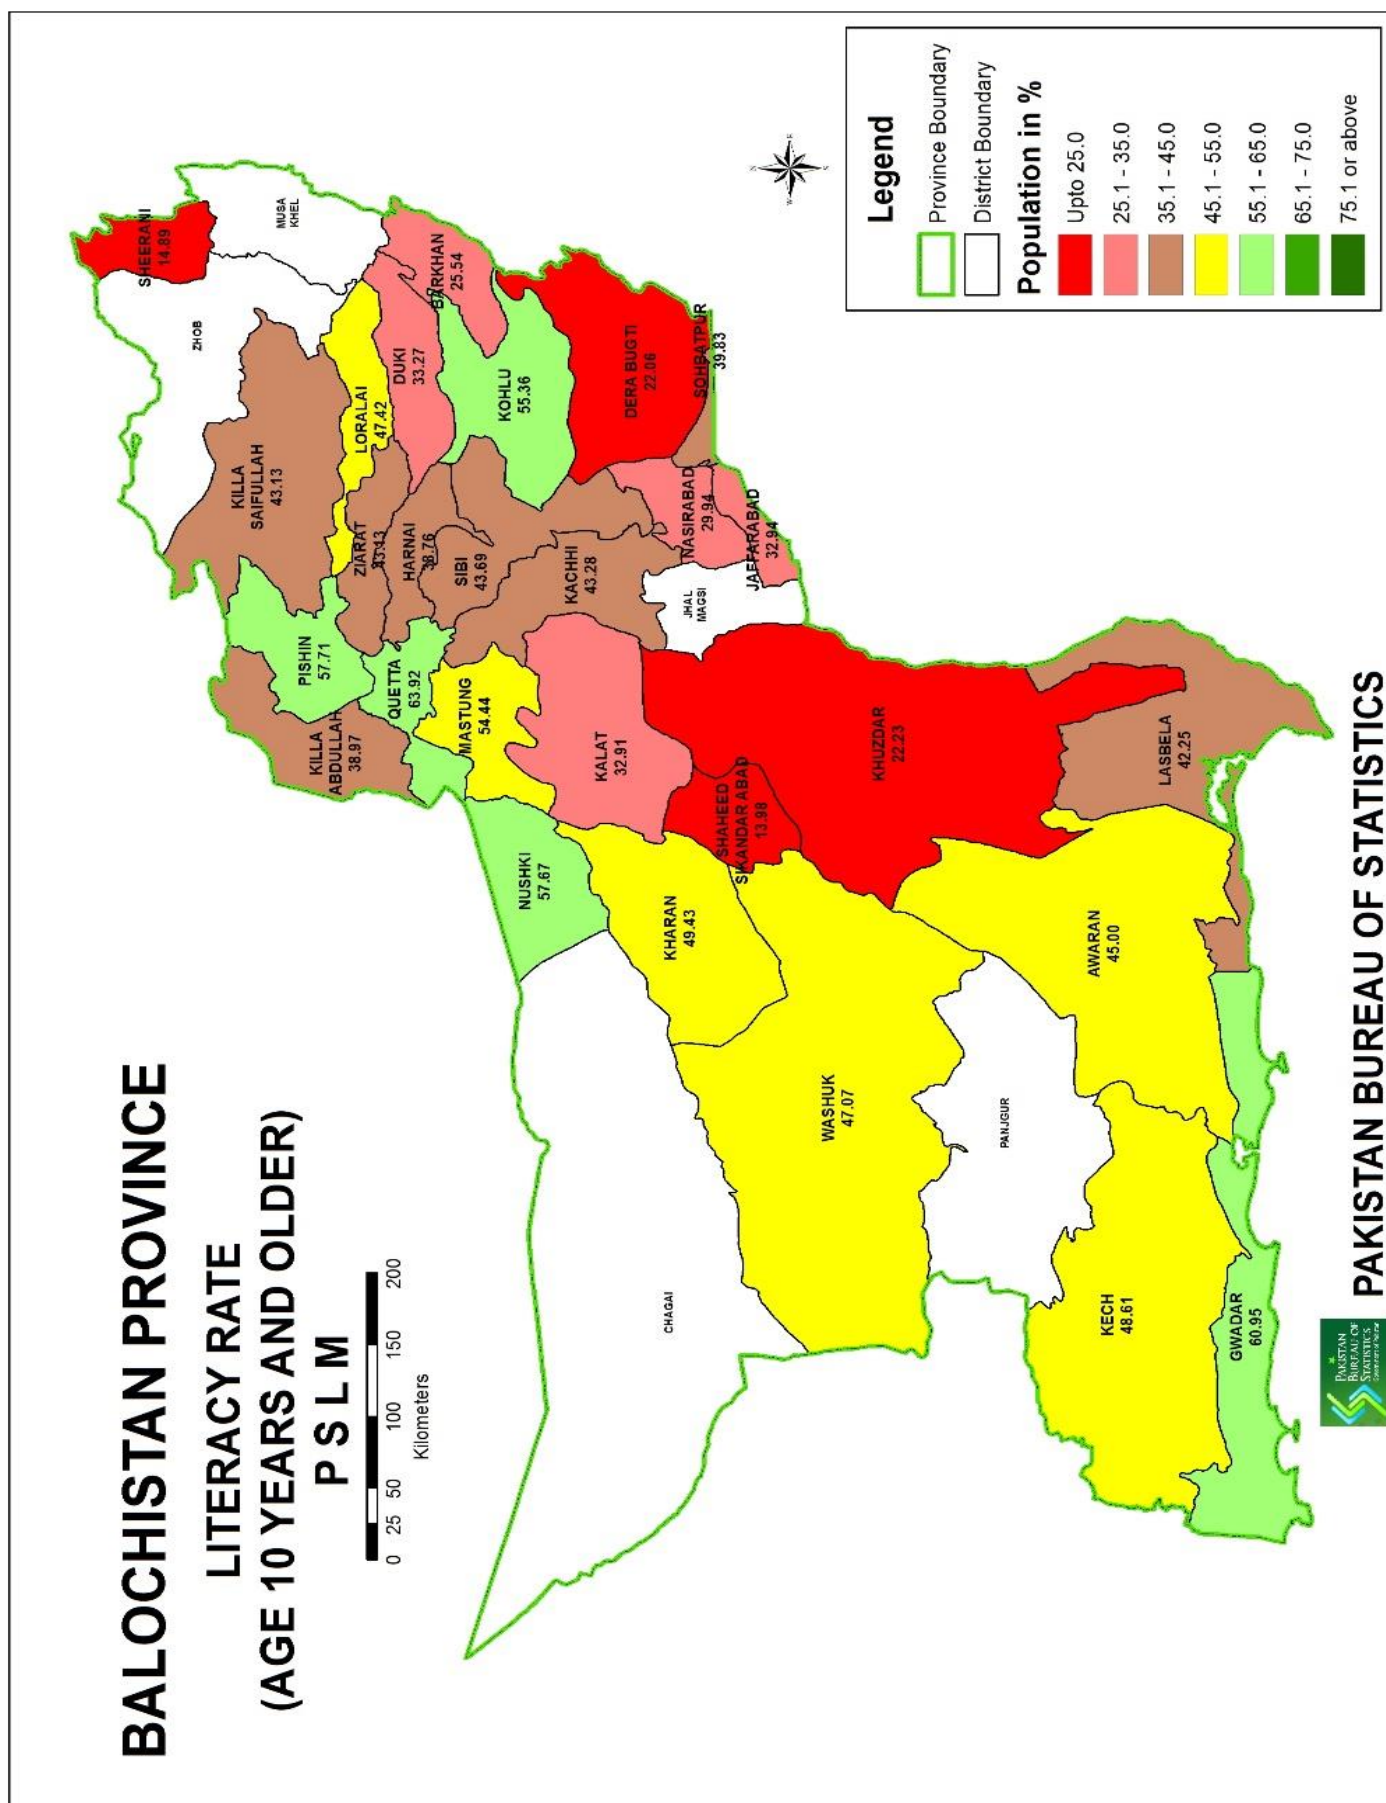 BALOCHISTAN PROVINCE
LITERACY RATE
(AGE 10 YEARS AND OLDER)
P S L M
0 25 50 100 150 200
Kilometers
SHEERANI
14.89
ZHOB
MUSA
KHEL
KILLA
SAIFULLAH
43.13
LORALAI
47.42
DUKI
33.27
BARKHAN
25.54
PISHIN
57.71
ZIARAT
43.13
HARNAI
38.76
KOHLU
55.36
KILLA
ABDULLAH
38.97
QUETTA
63.92
SIBI
43.69
DERA BUGTI
22.06
MASTUNG
54.44
KACHHI
43.28
SOHBATPUR
39.83
NASIRABAD
29.94
JAFFARABAD
32.94
JHAL
MAGSI
NUSHKI
57.67
KALAT
32.91
KHARAN
49.43
SHAHEED
SIKANDAR ABAD
13.98
KHUZDAR
22.23
CHAGAI
WASHUK
47.07
PANJGUR
AWARAN
45.00
LASBELA
42.25
KECH
48.61
GWADAR
60.95
N
W
E
S
Legend
Province Boundary
District Boundary
Population in %
Upto 25.0
25.1 - 35.0
35.1 - 45.0
45.1 - 55.0
55.1 - 65.0
65.1 - 75.0
75.1 or above
PAKISTAN
BUREAU OF
STATISTICS
PAKISTAN BUREAU OF STATISTICS